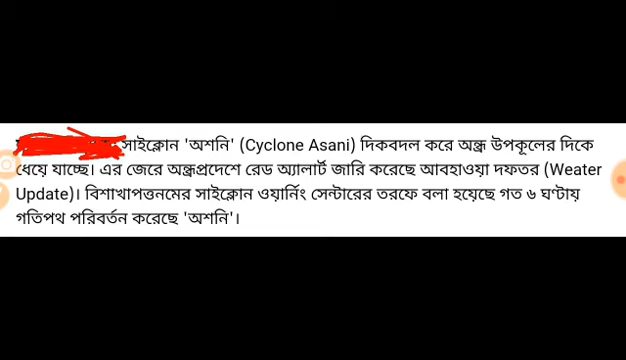 সাইক্লোন 'অশনি' (Cyclone Asani) দিকবদল করে অন্ধ্র উপকূলের দিকে
ধেয়ে যাচ্ছে। এর জেরে অন্ধ্রপ্রদেশে রেড অ্যালার্ট জারি করেছে আবহাওয়া দফতর (Weater
Update)। বিশাখাপত্তনমের সাইক্লোন ওয়ার্নিং সেন্টারের তরফে বলা হয়েছে গত ৬ ঘণ্টায়
গতিপথ পরিবর্তন করেছে 'অশনি'।